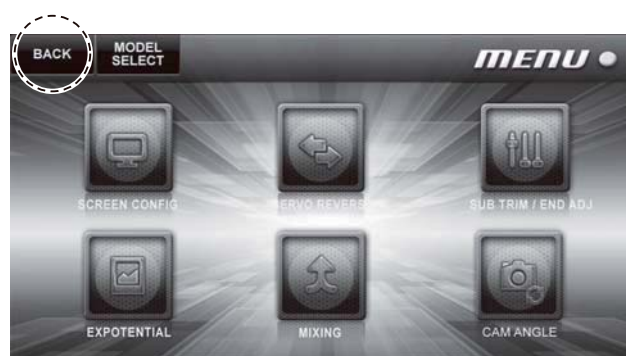 BACK
MODEL
SELECT
MENU
SCREEN CONFIG
SERVO REVERSE
SUB TRIM / END ADJ
EXPOTENTIAL
MIXING
CAM ANGLE